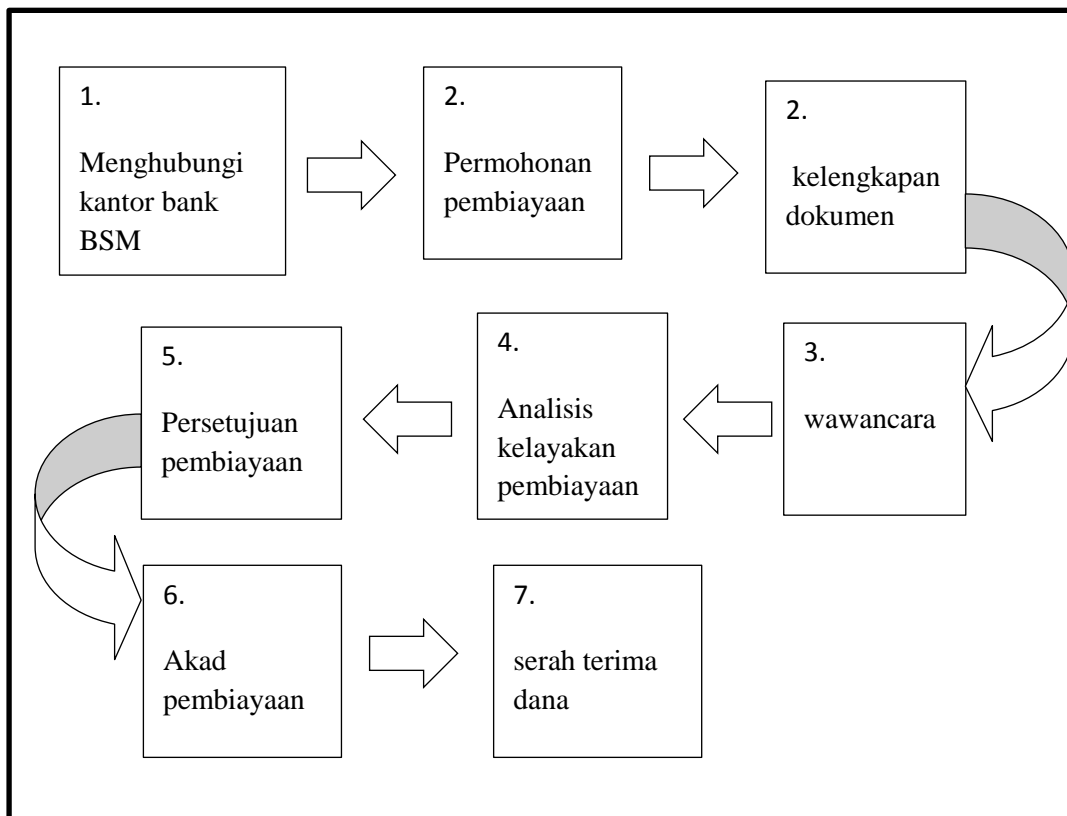 1.
Menghubungi
kantor bank
BSM
2.
Permohonan
pembiayaan
2.
kelengkapan
dokumen
3.
wawancara
4.
Analisis
kelayakan
pembiayaan
5.
Persetujuan
pembiayaan
6.
Akad
pembiayaan
7.
serah terima
dana